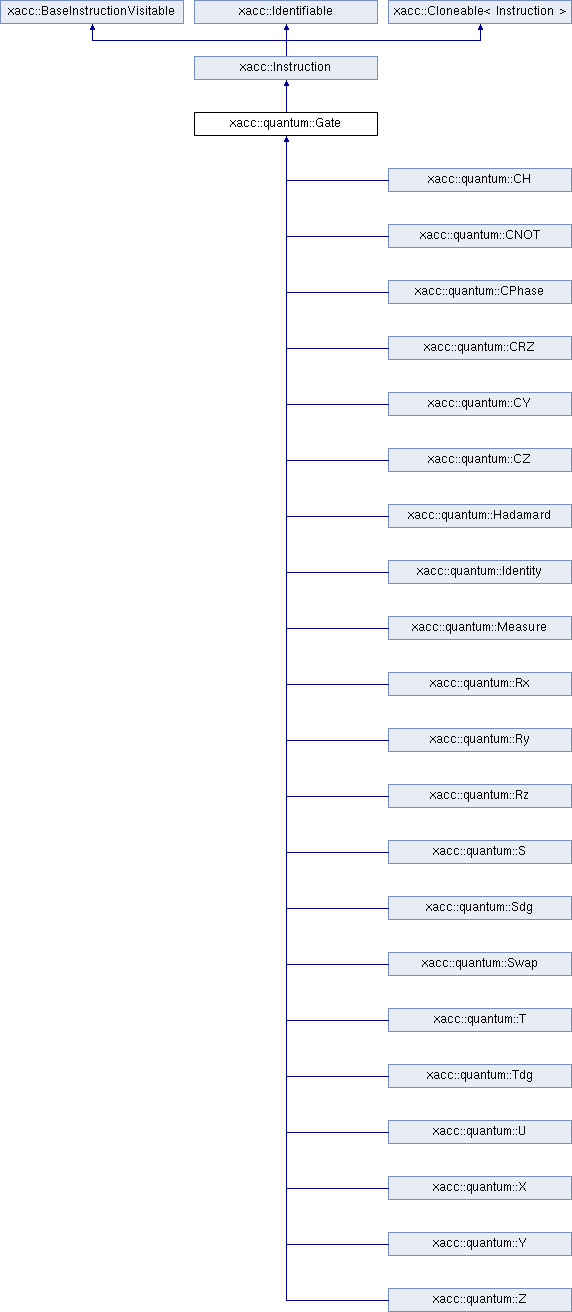 xacc::BaseInstructionVisitable
xacc::Identifiable
xacc::Cloneable< Instruction >
xacc::Instruction
xacc::quantum::Gate
xacc::quantum::CH
xacc::quantum::CNOT
xacc::quantum::CPhase
xacc::quantum::CRZ
xacc::quantum::CY
xacc::quantum::CZ
xacc::quantum::Hadamard
xacc::quantum::Identity
xacc::quantum::Measure
xacc::quantum::Rx
xacc::quantum::Ry
xacc::quantum::Rz
xacc::quantum::S
xacc::quantum::Sdg
xacc::quantum::Swap
xacc::quantum::T
xacc::quantum::Tdg
xacc::quantum::U
xacc::quantum::X
xacc::quantum::Y
xacc::quantum::Z